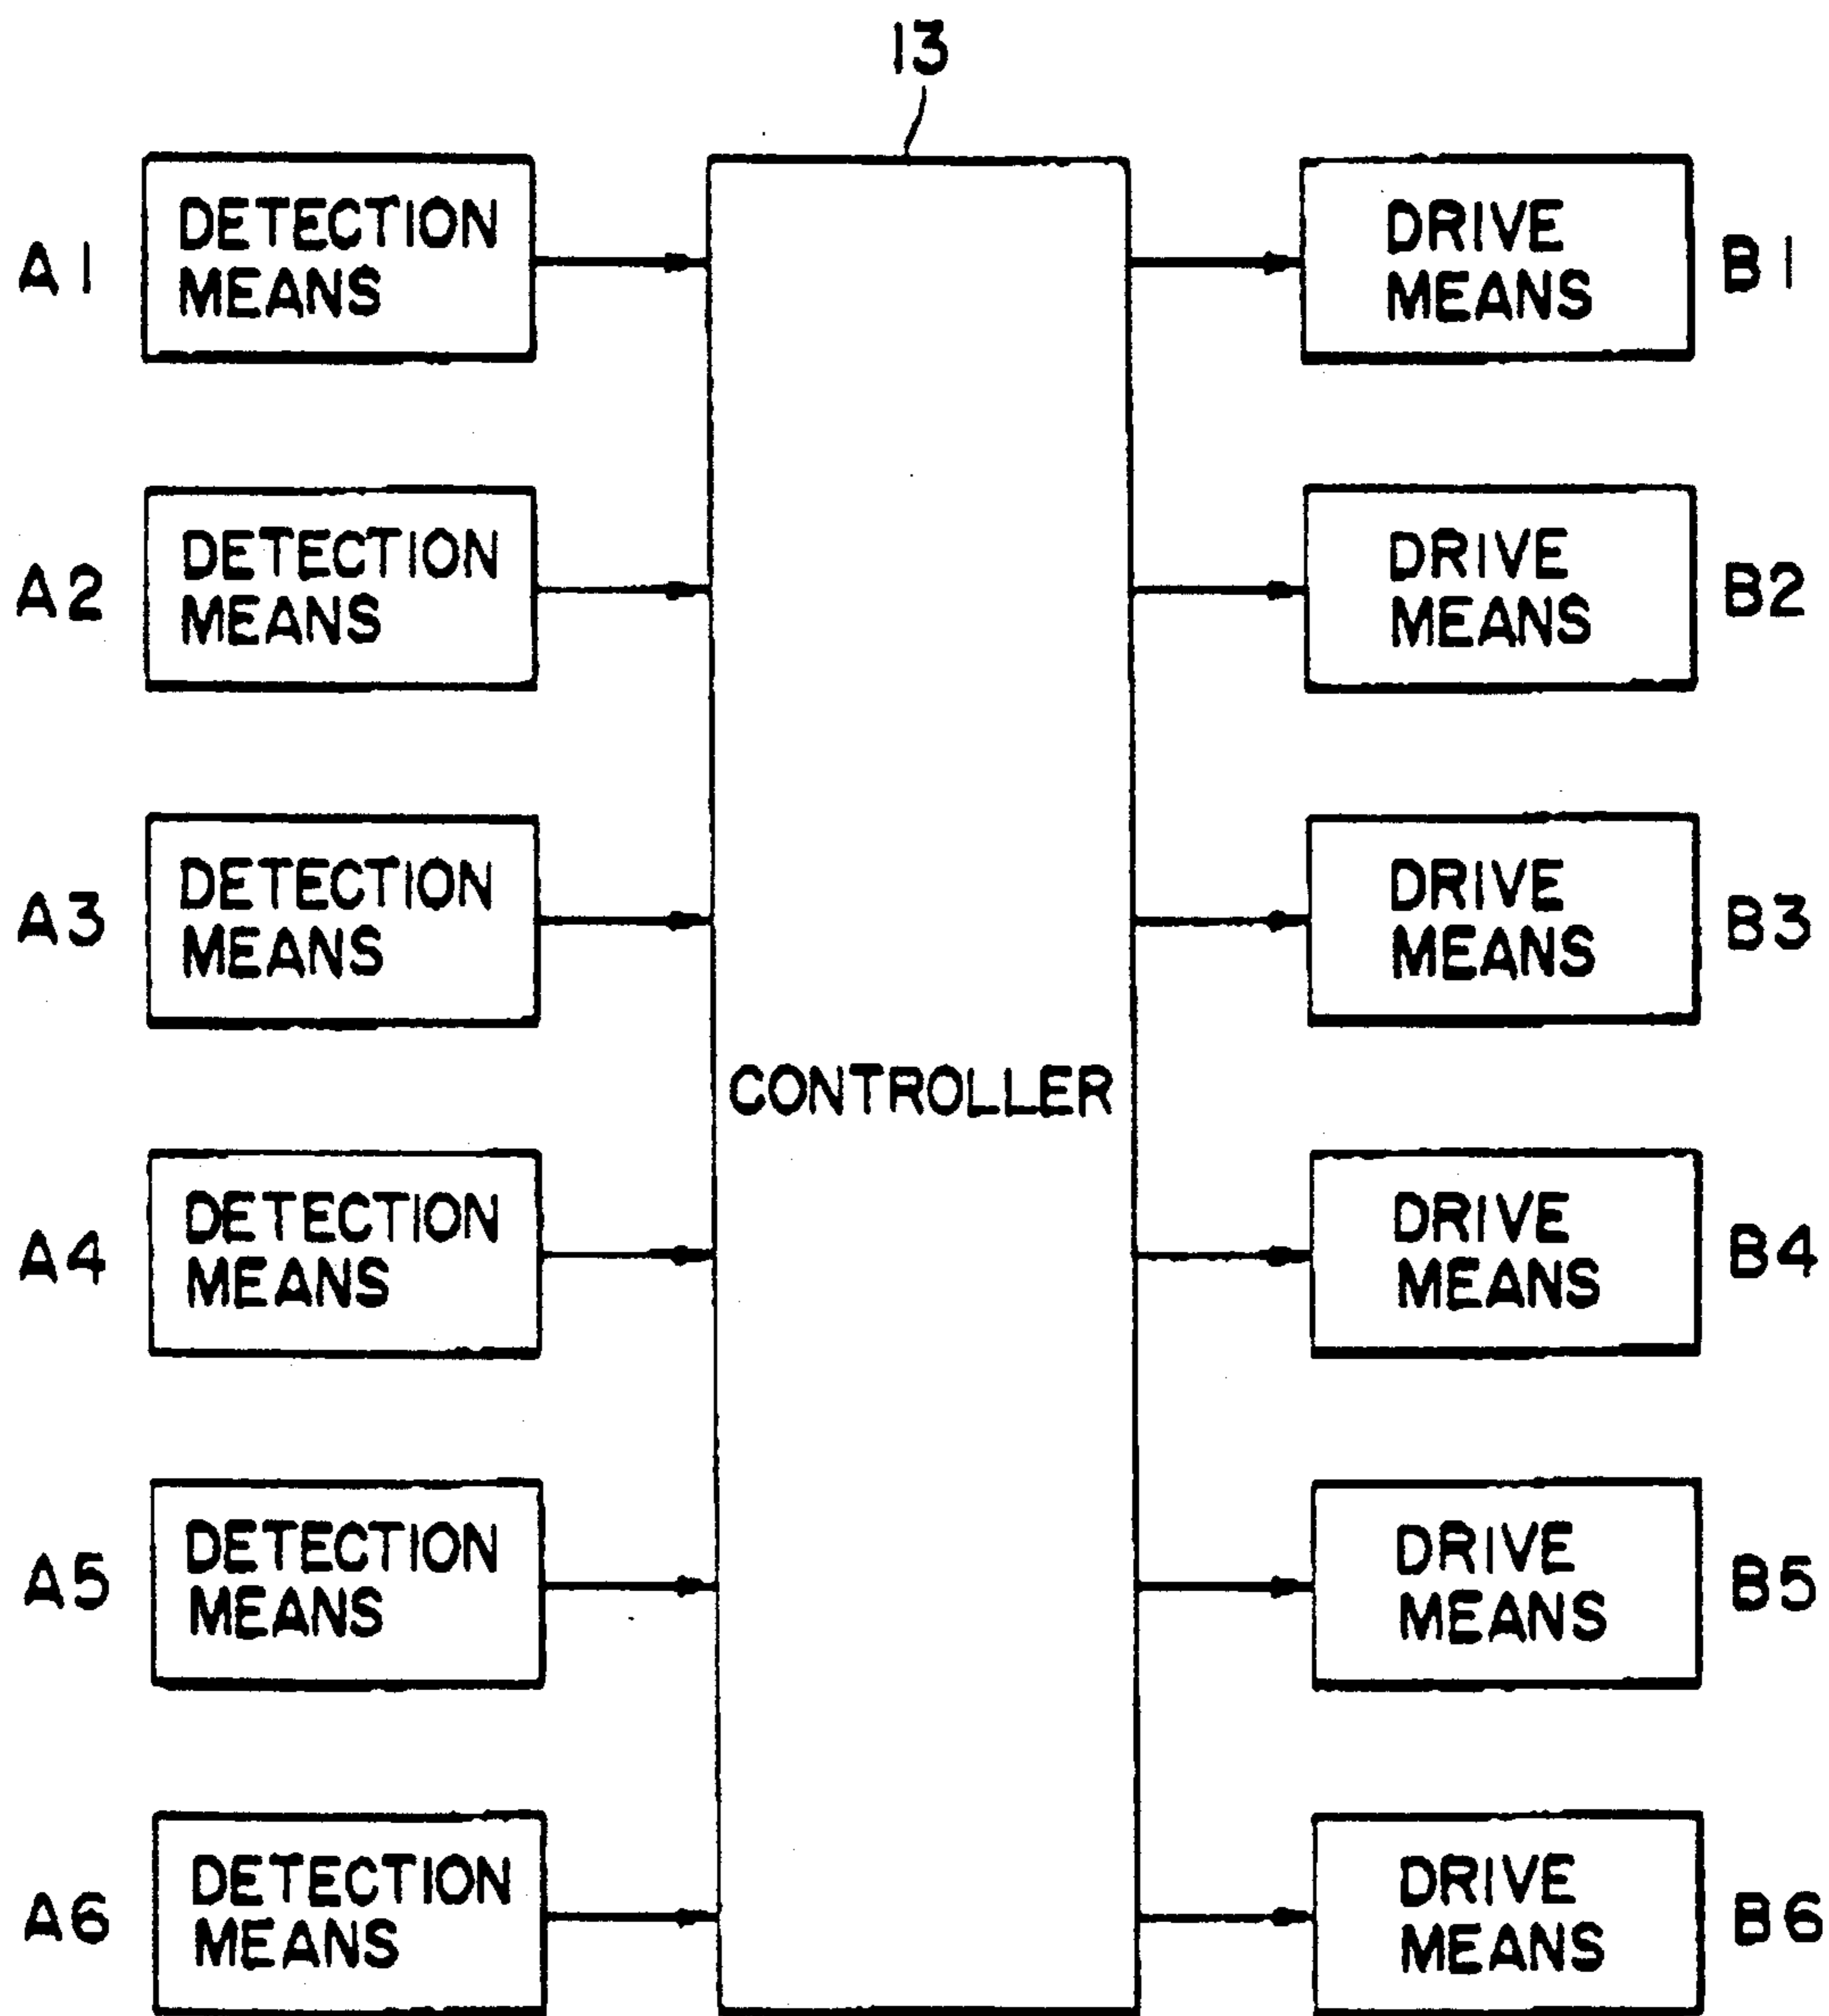 13
A1
DETECTION
MEANS
DRIVE
MEANS
B1
A2
DETECTION
MEANS
DRIVE
MEANS
B2
A3
DETECTION
MEANS
DRIVE
MEANS
B3
CONTROLLER
A4
DETECTION
MEANS
DRIVE
MEANS
B4
A5
DETECTION
MEANS
DRIVE
MEANS
B5
A6
DETECTION
MEANS
DRIVE
MEANS
B6